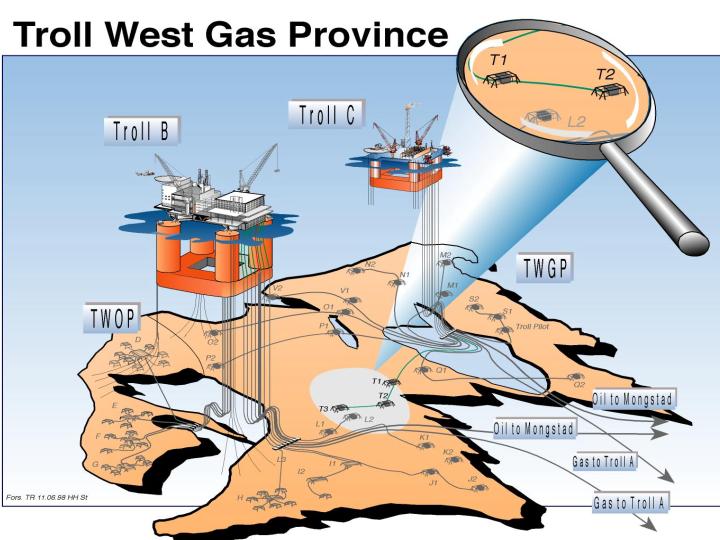 Troll West Gas Province
T1
T2
L2
Troll C
Troll B
M2
N2
N1
TWGP
V2
V1
M1
S2
S1
O1
TWOP
P1
Troll Pilot
D
O2
P2
Q1
T1
Q2
T2
Oil to Mongstad
T3
E
L2
L1
Oil to Mongstad
F
K1
K2
L3
I1
Gas to Troll A
G
I2
J1
J2
H
Fors. TR 11.06.98 HH St
Gas to Troll A